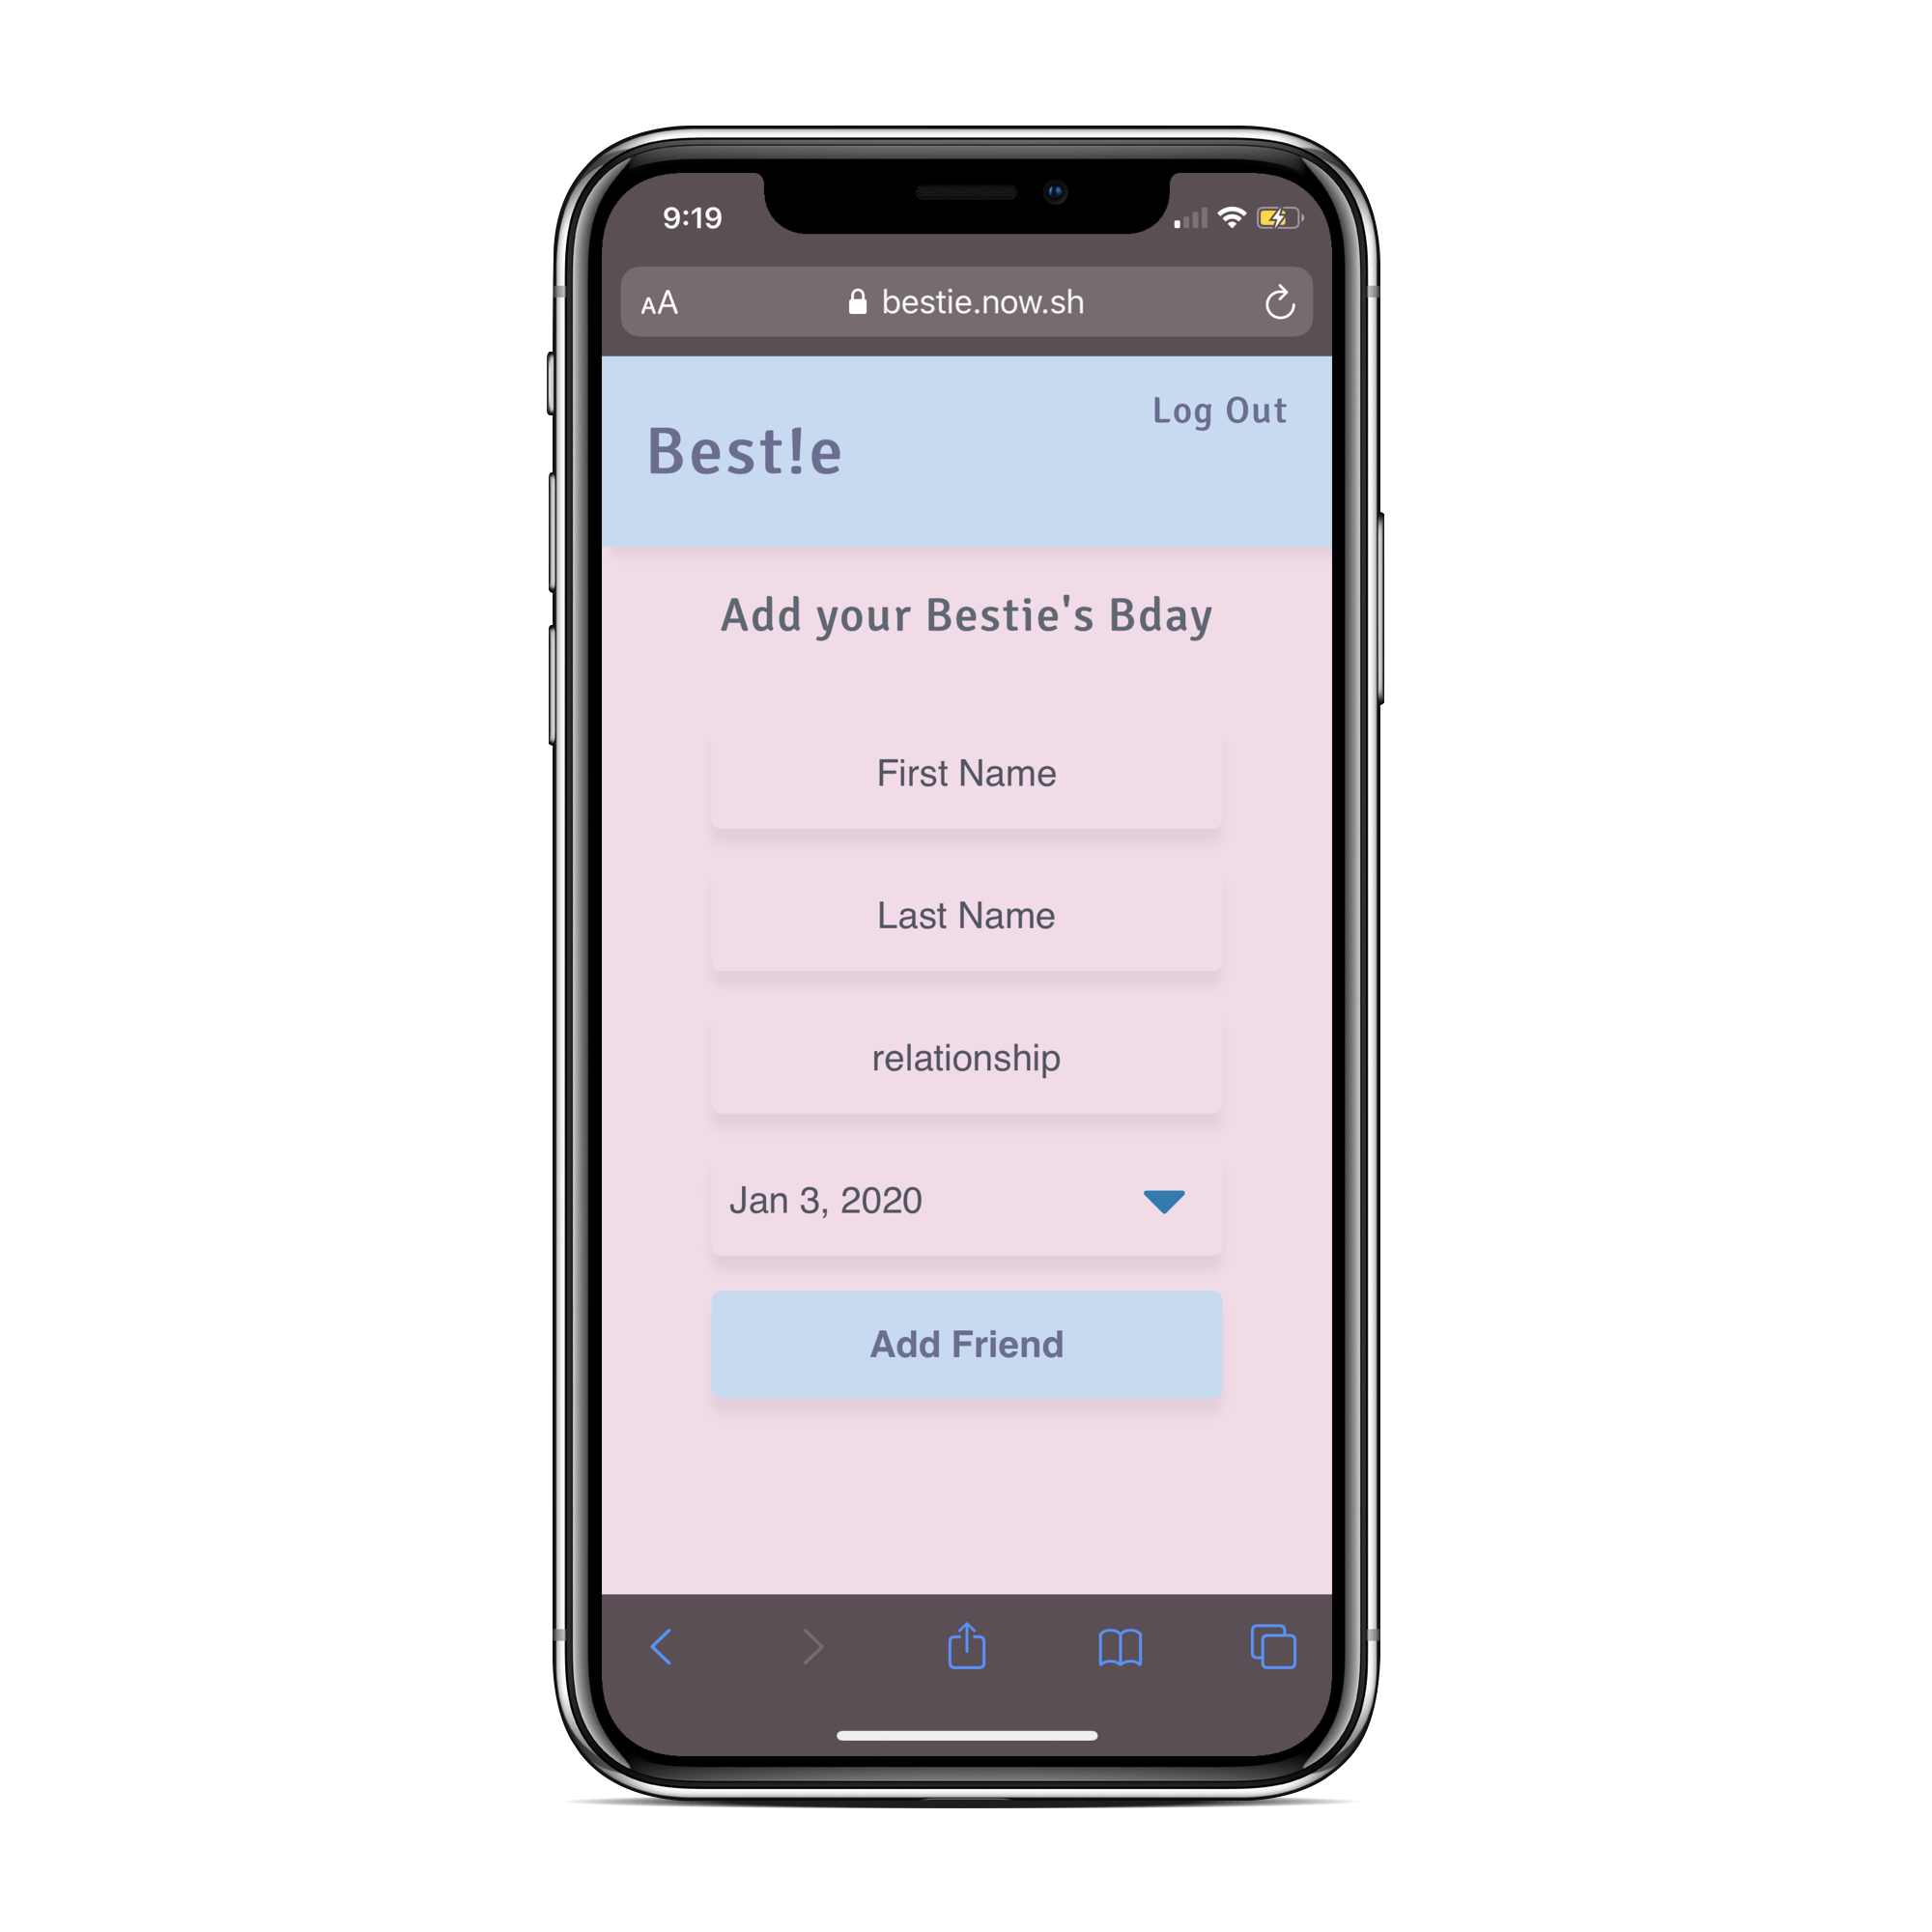 9:19
AA bestie.now.sh
Log Out
Best!e
Add your Bestie's Bday
First Name
Last Name
relationship
Jan 3, 2020
Add Friend